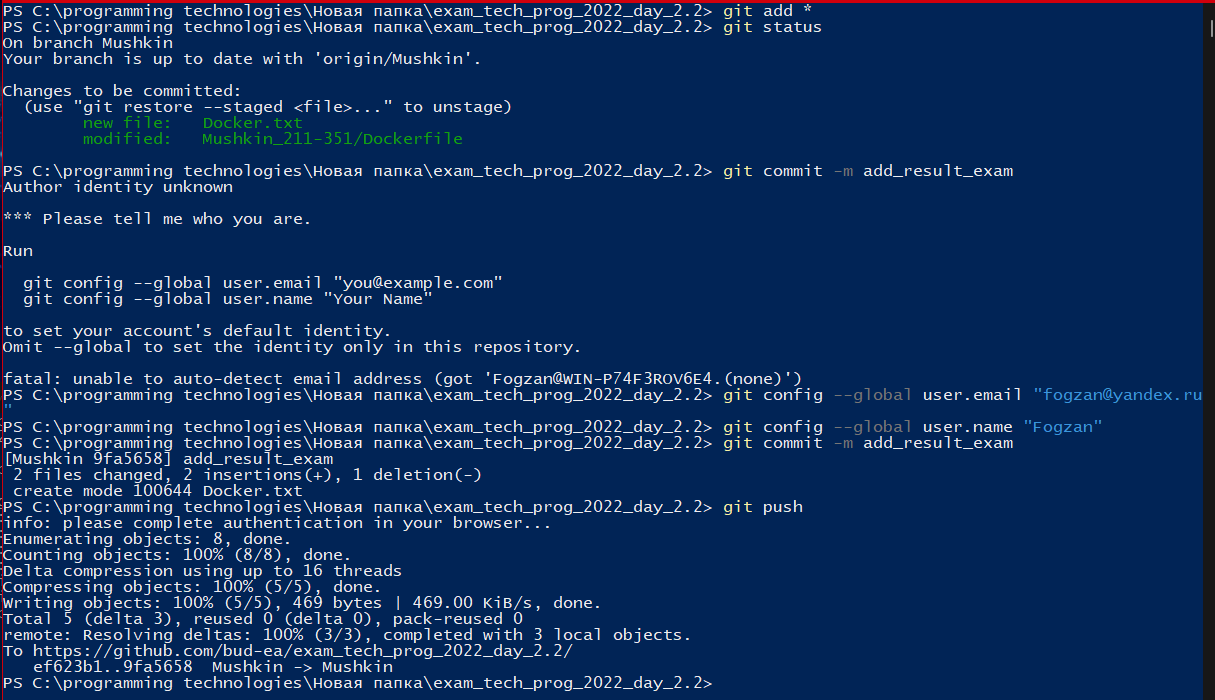 PS C:\programming technologies\Новая папка\exam_tech_prog_2022_day_2.2> git add *
PS C:\programming technologies\Новая папка\exam_tech_prog_2022_day_2.2> git status
On branch Mushkin
Your branch is up to date with 'origin/Mushkin'.
Changes to be committed:
  (use "git restore --staged <file>..." to unstage)
        new file:   Docker.txt
        modified:   Mushkin_211-351/Dockerfile
PS C:\programming technologies\Новая папка\exam_tech_prog_2022_day_2.2> git commit -m add_result_exam
Author identity unknown
*** Please tell me who you are.
Run
  git config --global user.email "you@example.com"
  git config --global user.name "Your Name"
to set your account's default identity.
Omit --global to set the identity only in this repository.
fatal: unable to auto-detect email address (got 'Fogzan@WIN-P74F3ROV6E4.(none)')
PS C:\programming technologies\Новая папка\exam_tech_prog_2022_day_2.2> git config --global user.email "fogzan@yandex.ru
"
PS C:\programming technologies\Новая папка\exam_tech_prog_2022_day_2.2> git config --global user.name "Fogzan"
PS C:\programming technologies\Новая папка\exam_tech_prog_2022_day_2.2> git commit -m add_result_exam
[Mushkin 9fa5658] add_result_exam
 2 files changed, 2 insertions(+), 1 deletion(-)
 create mode 100644 Docker.txt
PS C:\programming technologies\Новая папка\exam_tech_prog_2022_day_2.2> git push
info: please complete authentication in your browser...
Enumerating objects: 8, done.
Counting objects: 100% (8/8), done.
Delta compression using up to 16 threads
Compressing objects: 100% (5/5), done.
Writing objects: 100% (5/5), 469 bytes | 469.00 KiB/s, done.
Total 5 (delta 3), reused 0 (delta 0), pack-reused 0
remote: Resolving deltas: 100% (3/3), completed with 3 local objects.
To https://github.com/bud-ea/exam_tech_prog_2022_day_2.2/
   ef623b1..9fa5658  Mushkin -> Mushkin
PS C:\programming technologies\Новая папка\exam_tech_prog_2022_day_2.2>